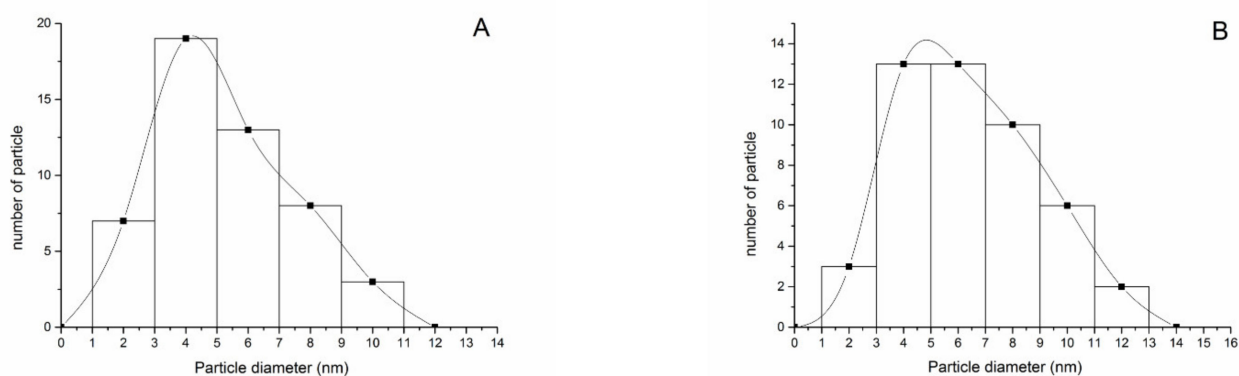 A
20
15
10
5
0
number of particle
0 1 2 3 4 5 6 7 8 9 10 11 12 13 14
Particle diameter (nm)
B
14
12
10
8
6
4
2
0
number of particle
0 1 2 3 4 5 6 7 8 9 10 11 12 13 14 15 16
Particle diameter (nm)